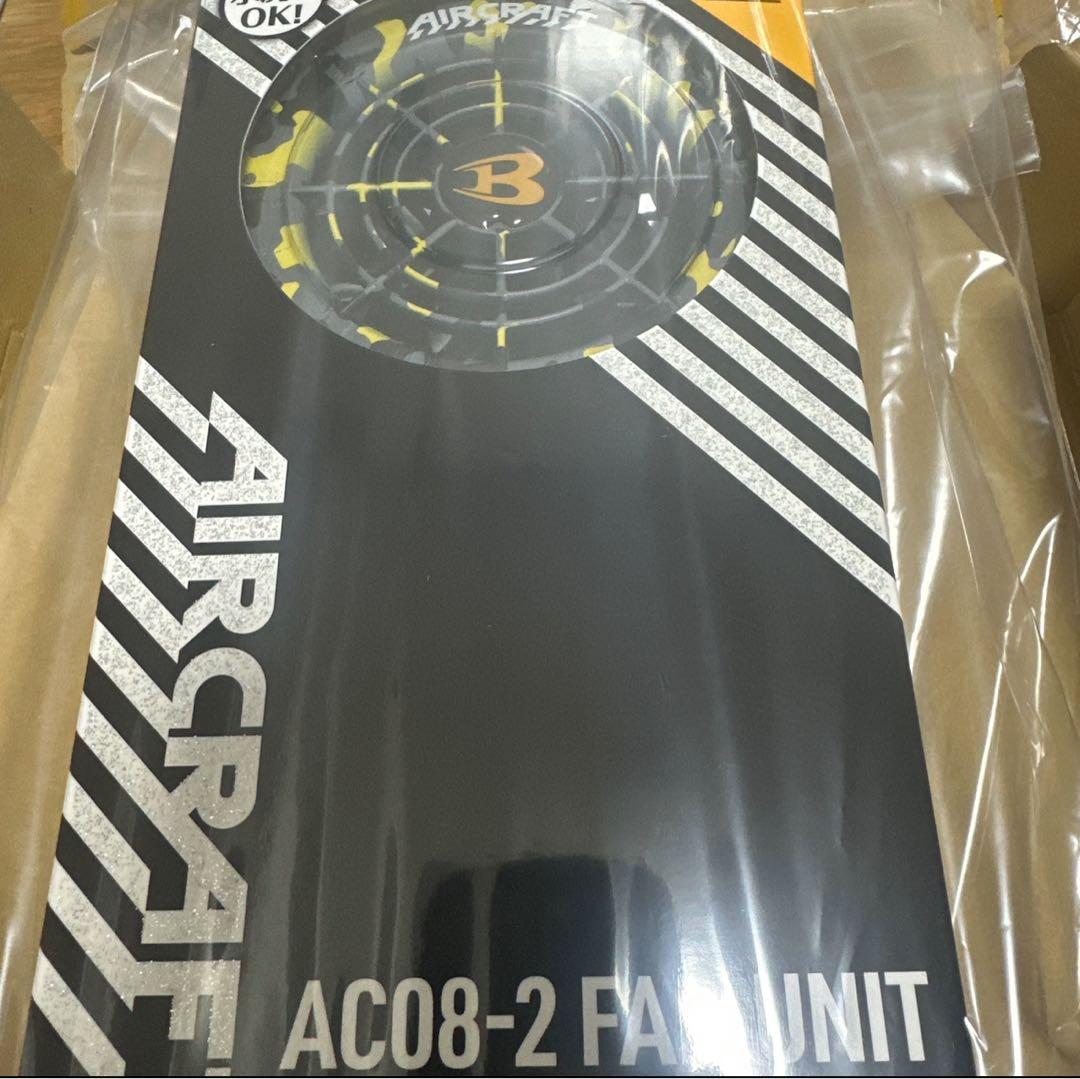 OK!
AIRCRAFT
B
AIRCRAFT
AC08-2 FAN UNIT